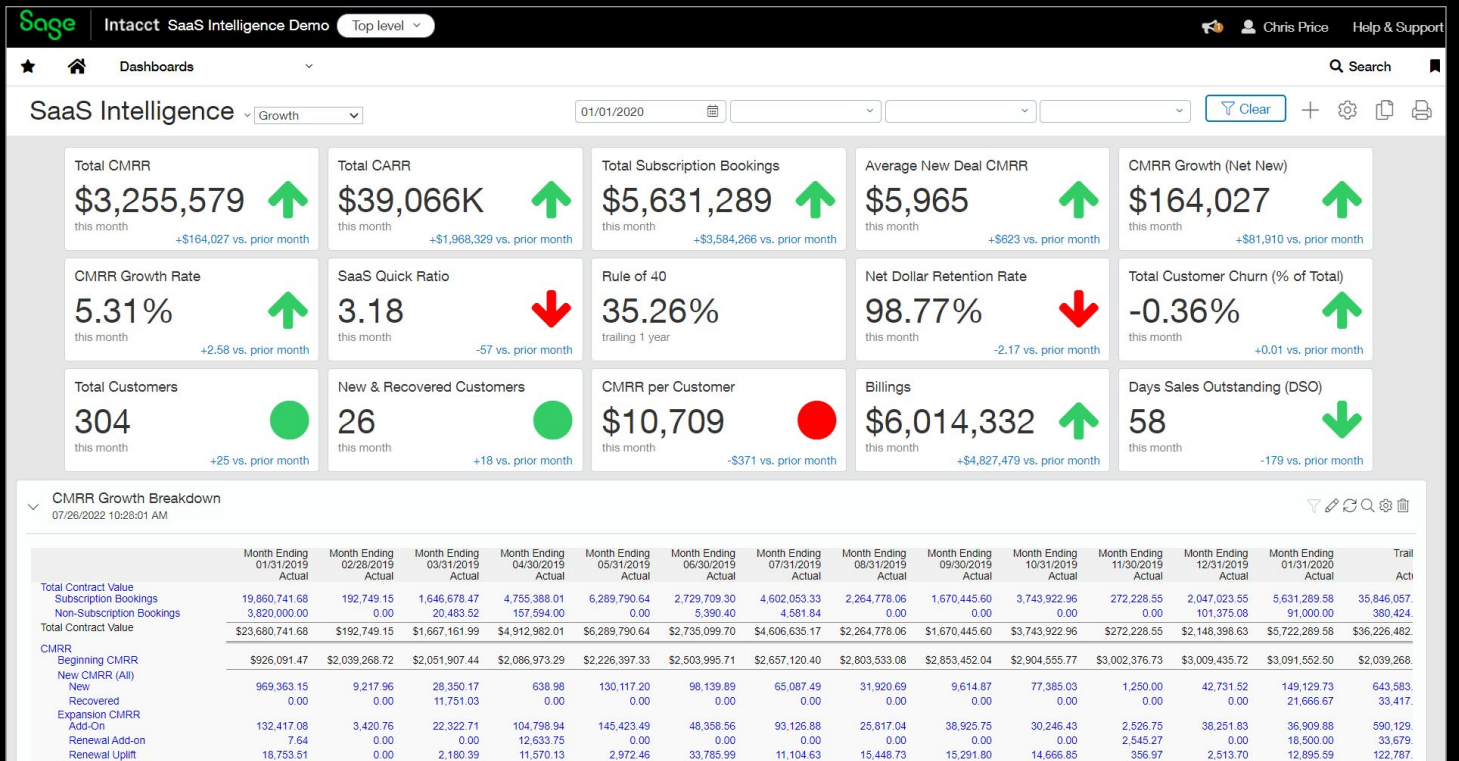 Sage Intacct SaaS Intelligence Demo Top level Chris Price Help & Support
Dashboards Search
SaaS Intelligence Growth 01/01/2020 Clear
Total CMRR
$3,255,579
this month
+$164,027 vs. prior month
Total CARR
$39,066K
this month
+$1,968,329 vs. prior month
Total Subscription Bookings
$5,631,289
this month
+$3,584,266 vs. prior month
Average New Deal CMRR
$5,965
this month
+$623 vs. prior month
CMRR Growth (Net New)
$164,027
this month
+$81,910 vs. prior month
CMRR Growth Rate
5.31%
this month
+2.58 vs. prior month
SaaS Quick Ratio
3.18
this month
-57 vs. prior month
Rule of 40
35.26%
trailing 1 year
Net Dollar Retention Rate
98.77%
this month
-2.17 vs. prior month
Total Customer Churn (% of Total)
-0.36%
this month
+0.01 vs. prior month
Total Customers
304
this month
+25 vs. prior month
New & Recovered Customers
26
this month
+18 vs. prior month
CMRR per Customer
$10,709
this month
-$371 vs. prior month
Billings
$6,014,332
this month
+$4,827,479 vs. prior month
Days Sales Outstanding (DSO)
58
this month
-179 vs. prior month
CMRR Growth Breakdown
07/26/2022 10:28:01 AM
Month Ending Month Ending Month Ending Month Ending Month Ending Month Ending Month Ending Month Ending Month Ending Month Ending Month Ending Month Ending Month Ending Trail
01/31/2019 02/28/2019 03/31/2019 04/30/2019 05/31/2019 06/30/2019 07/31/2019 08/31/2019 09/30/2019 10/31/2019 11/30/2019 12/31/2019 01/31/2020
Actual Actual Actual Actual Actual Actual Actual Actual Actual Actual Actual Actual Actual Actu
Total Contract Value
Subscription Bookings 19,860,741.68 192,749.15 1,646,678.47 4,755,388.01 6,289,790.64 2,729,709.30 4,602,053.33 2,264,778.06 1,670,445.60 3,743,922.96 272,228.55 2,047,023.55 5,631,289.58 35,846,057.
Non-Subscription Bookings 3,820,000.00 0.00 20,483.52 157,594.00 0.00 5,390.40 4,581.84 0.00 0.00 0.00 0.00 101,375.08 91,000.00 380,424.
Total Contract Value $23,680,741.68 $192,749.15 $1,667,161.99 $4,912,982.01 $6,289,790.64 $2,735,099.70 $4,606,635.17 $2,264,778.06 $1,670,445.60 $3,743,922.96 $272,228.55 $2,148,398.63 $5,722,289.58 $36,226,482.
CMRR
Beginning CMRR $926,091.47 $2,039,268.72 $2,051,907.44 $2,086,973.29 $2,226,397.33 $2,503,995.71 $2,657,120.40 $2,803,533.08 $2,853,452.04 $2,904,555.77 $3,002,376.73 $3,009,435.72 $3,091,552.50 $2,039,268.
New CMRR (All)
New 969,363.15 9,217.96 28,350.17 638.98 130,117.20 98,139.89 65,087.49 31,920.69 9,614.87 77,385.03 1,250.00 42,731.52 149,129.73 643,583.
Recovered 0.00 0.00 11,751.03 0.00 0.00 0.00 0.00 0.00 0.00 0.00 0.00 0.00 21,666.67 33,417.
Expansion CMRR
Add-On 132,417.08 3,420.76 22,322.71 104,798.94 145,423.49 48,358.56 93,126.88 25,817.04 38,925.75 30,246.43 2,526.75 38,251.83 36,909.88 590,129.
Renewal Add-on 7.64 0.00 0.00 12,633.75 0.00 0.00 0.00 0.00 0.00 0.00 2,545.27 0.00 18,500.00 33,679.
Renewal Uplift 18,753.51 0.00 2,180.39 11,570.13 2,972.46 33,785.99 11,104.63 15,448.73 15,291.80 14,666.85 356.97 2,513.70 12,895.59 122,787.